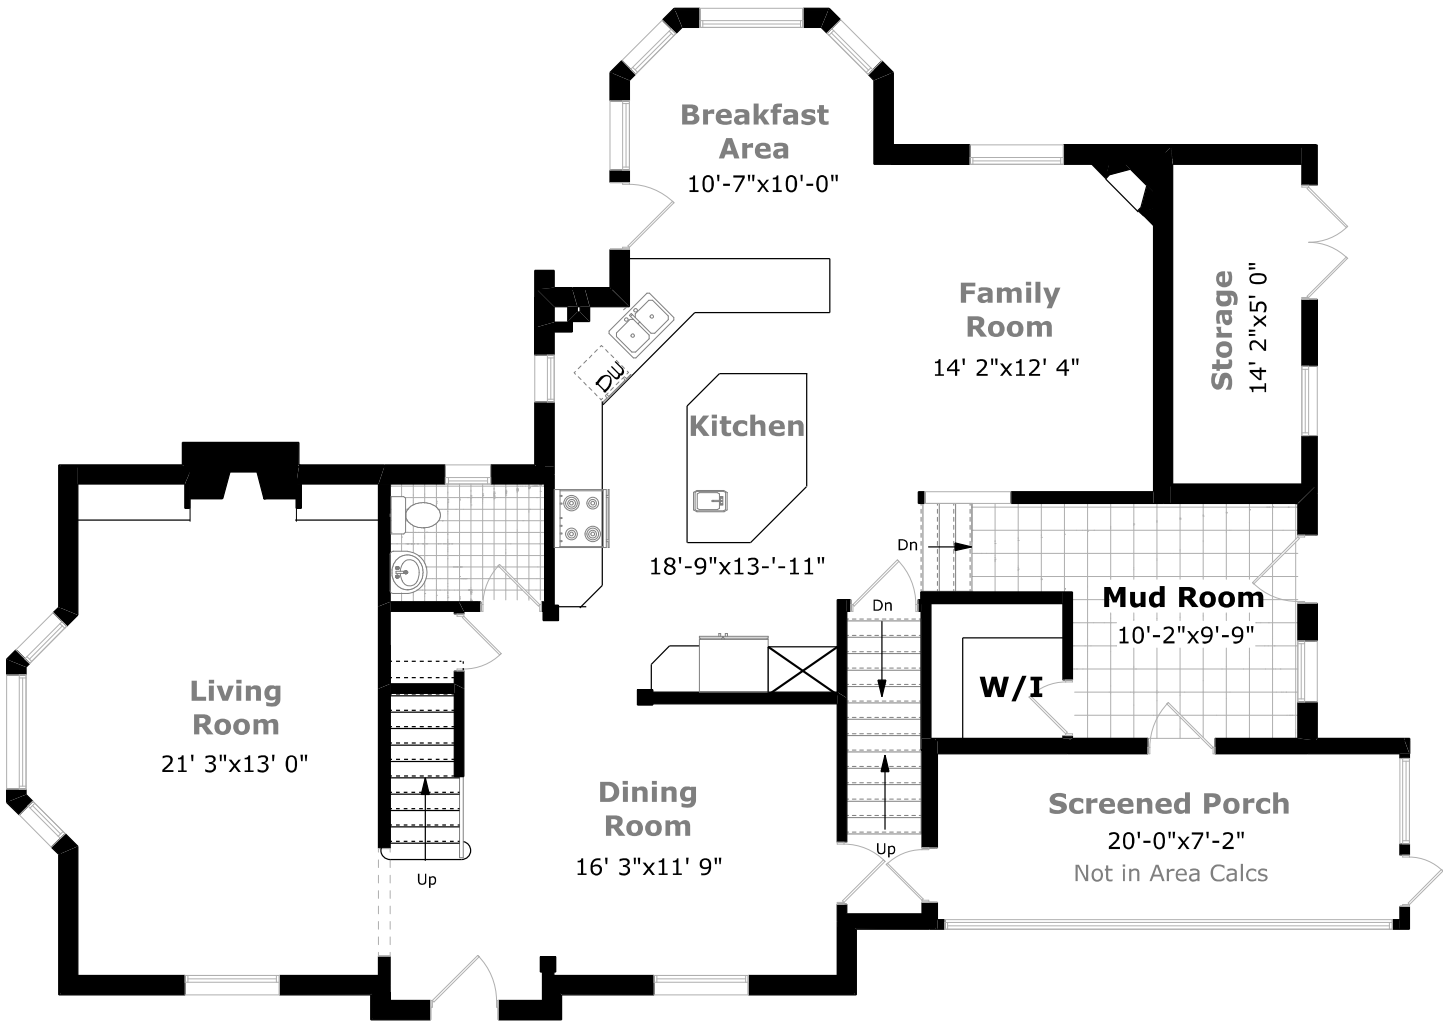 Breakfast
Area
10'-7"x10'-0"
Family
Room
14' 2"x12' 4"
Storage
14' 2"x5' 0"
DW
Kitchen
18'-9"x13-'-11"
Dn
Dn
Mud Room
10'-2"x9'-9"
W/I
Living
Room
21' 3"x13' 0"
Up
Dining
Room
16' 3"x11' 9"
Up
Screened Porch
20'-0"x7'-2"
Not in Area Calcs